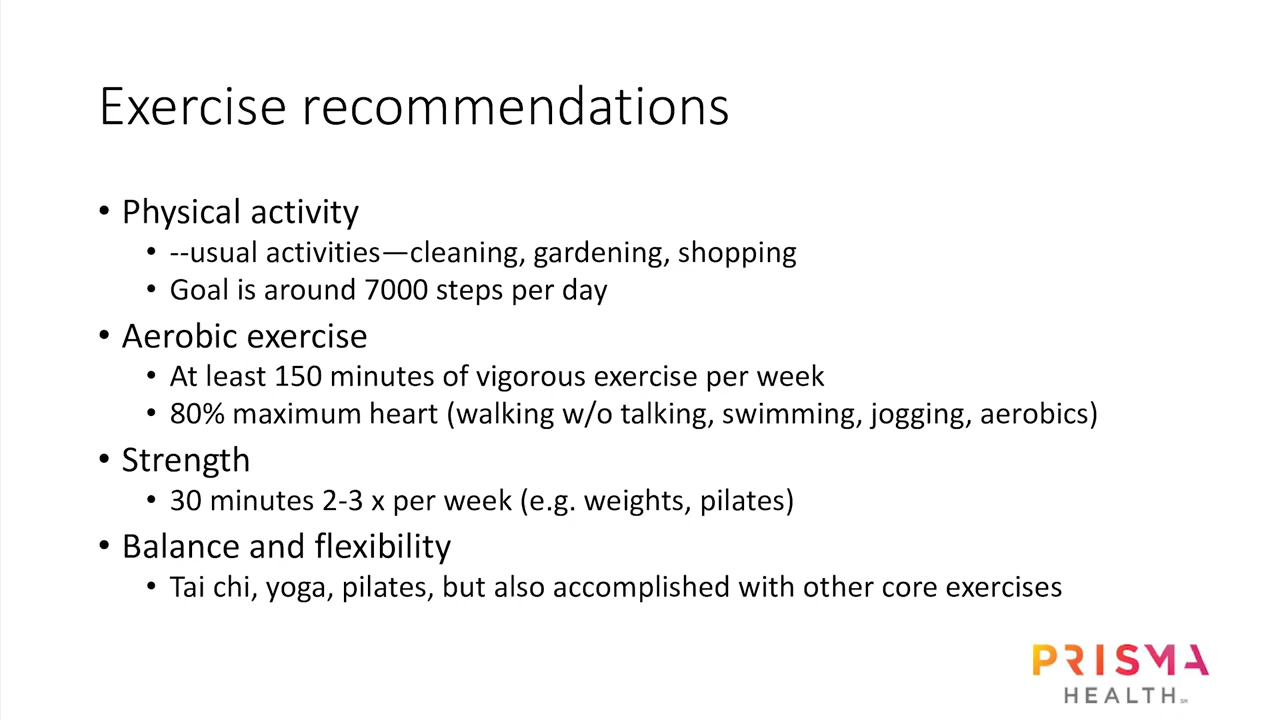 Exercise recommendations
• Physical activity
• --usual activities—cleaning, gardening, shopping
• Goal is around 7000 steps per day
• Aerobic exercise
• At least 150 minutes of vigorous exercise per week
• 80% maximum heart (walking w/o talking, swimming, jogging, aerobics)
• Strength
• 30 minutes 2-3 x per week (e.g. weights, pilates)
• Balance and flexibility
• Tai chi, yoga, pilates, but also accomplished with other core exercises
PRISMA
HEALTH℠